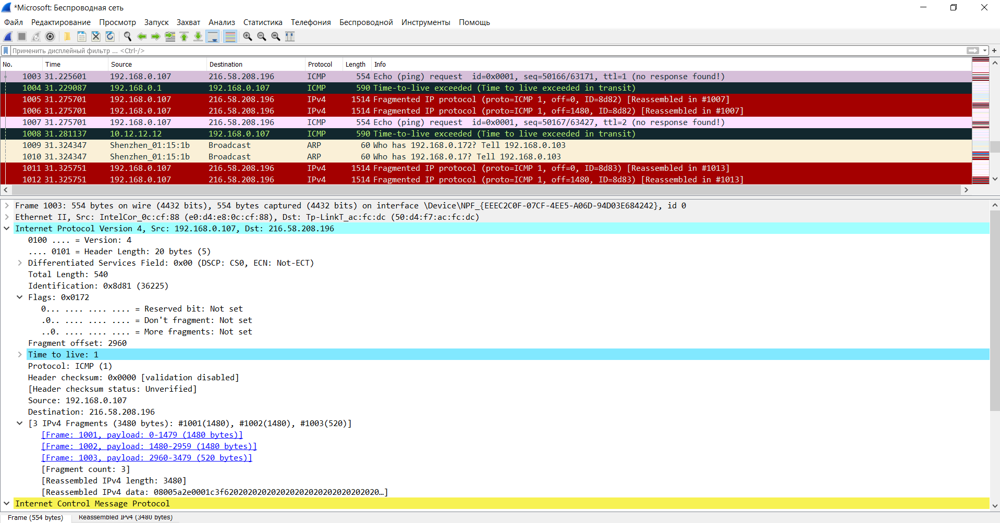 *Microsoft: Беспроводная сеть
Файл Редактирование Просмотр Запуск Захват Анализ Статистика Телефония Беспроводной Инструменты Помощь
Применить дисплейный фильтр ... <Ctrl-/>
No. Time Source Destination Protocol Length Info
1003 31.225601 192.168.0.107 216.58.208.196 ICMP 554 Echo (ping) request id=0x0001, seq=50166/63171, ttl=1 (no response found!)
1004 31.229087 192.168.0.1 192.168.0.107 ICMP 590 Time-to-live exceeded (Time to live exceeded in transit)
1005 31.275701 192.168.0.107 216.58.208.196 IPv4 1514 Fragmented IP protocol (proto=ICMP 1, off=0, ID=8d82) [Reassembled in #1007]
1006 31.275701 192.168.0.107 216.58.208.196 IPv4 1514 Fragmented IP protocol (proto=ICMP 1, off=1480, ID=8d82) [Reassembled in #1007]
1007 31.275701 192.168.0.107 216.58.208.196 ICMP 554 Echo (ping) request id=0x0001, seq=50167/63427, ttl=2 (no response found!)
1008 31.281137 10.12.12.12 192.168.0.107 ICMP 590 Time-to-live exceeded (Time to live exceeded in transit)
1009 31.324347 Shenzhen_01:15:1b Broadcast ARP 60 Who has 192.168.0.172? Tell 192.168.0.103
1010 31.324347 Shenzhen_01:15:1b Broadcast ARP 60 Who has 192.168.0.17? Tell 192.168.0.103
1011 31.325751 192.168.0.107 216.58.208.196 IPv4 1514 Fragmented IP protocol (proto=ICMP 1, off=0, ID=8d83) [Reassembled in #1013]
1012 31.325751 192.168.0.107 216.58.208.196 IPv4 1514 Fragmented IP protocol (proto=ICMP 1, off=1480, ID=8d83) [Reassembled in #1013]
Frame 1003: 554 bytes on wire (4432 bits), 554 bytes captured (4432 bits) on interface \Device\NPF_{EEEC2C0F-07CF-4EE5-A06D-94D03E684242}, id 0
Ethernet II, Src: IntelCor_0c:cf:88 (e0:d4:e8:0c:cf:88), Dst: Tp-LinkT_ac:fc:dc (50:d4:f7:ac:fc:dc)
Internet Protocol Version 4, Src: 192.168.0.107, Dst: 216.58.208.196
0100 .... = Version: 4
.... 0101 = Header Length: 20 bytes (5)
Differentiated Services Field: 0x00 (DSCP: CS0, ECN: Not-ECT)
Total Length: 540
Identification: 0x8d81 (36225)
Flags: 0x0172
0... .... .... .... = Reserved bit: Not set
.0.. .... .... .... = Don't fragment: Not set
..0. .... .... .... = More fragments: Not set
Fragment offset: 2960
Time to live: 1
Protocol: ICMP (1)
Header checksum: 0x0000 [validation disabled]
[Header checksum status: Unverified]
Source: 192.168.0.107
Destination: 216.58.208.196
[3 IPv4 Fragments (3480 bytes): #1001(1480), #1002(1480), #1003(520)]
[Frame: 1001, payload: 0-1479 (1480 bytes)]
[Frame: 1002, payload: 1480-2959 (1480 bytes)]
[Frame: 1003, payload: 2960-3479 (520 bytes)]
[Fragment count: 3]
[Reassembled IPv4 length: 3480]
[Reassembled IPv4 data: 08005a2e0001c3f62020202020202020202020202020202020…]
Internet Control Message Protocol
Frame (554 bytes) Reassembled IPv4 (3480 bytes)